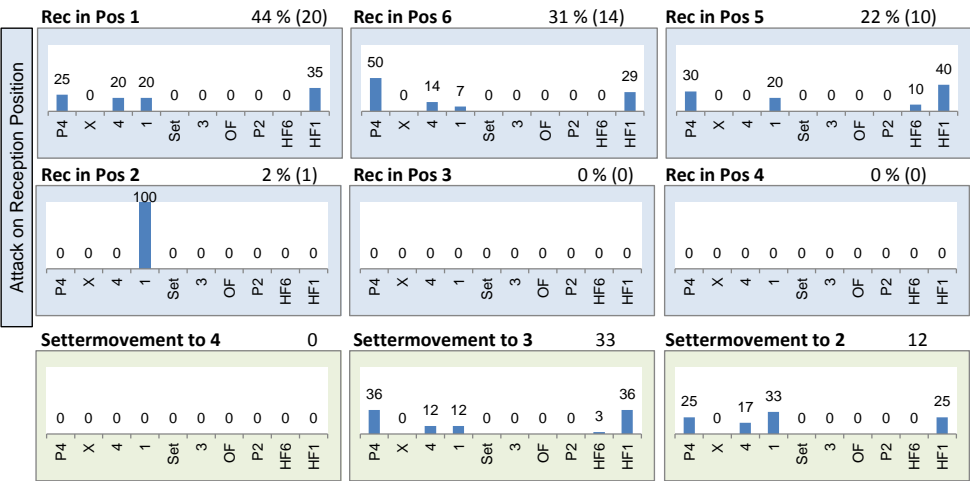 Attack on Reception Position
Rec in Pos 1 44 % (20)
25 0 20 20 0 0 0 0 0 35
P4 X 4 1 Set 3 OF P2 HF6 HF1
Rec in Pos 6 31 % (14)
50 0 14 7 0 0 0 0 0 29
P4 X 4 1 Set 3 OF P2 HF6 HF1
Rec in Pos 5 22 % (10)
30 0 0 20 0 0 0 0 10 40
P4 X 4 1 Set 3 OF P2 HF6 HF1
Rec in Pos 2 2 % (1)
0 0 0 100 0 0 0 0 0 0
P4 X 4 1 Set 3 OF P2 HF6 HF1
Rec in Pos 3 0 % (0)
0 0 0 0 0 0 0 0 0 0
P4 X 4 1 Set 3 OF P2 HF6 HF1
Rec in Pos 4 0 % (0)
0 0 0 0 0 0 0 0 0 0
P4 X 4 1 Set 3 OF P2 HF6 HF1
Settermovement to 4 0
0 0 0 0 0 0 0 0 0 0
P4 X 4 1 Set 3 OF P2 HF6 HF1
Settermovement to 3 33
36 0 12 12 0 0 0 0 3 36
P4 X 4 1 Set 3 OF P2 HF6 HF1
Settermovement to 2 12
25 0 17 33 0 0 0 0 0 25
P4 X 4 1 Set 3 OF P2 HF6 HF1